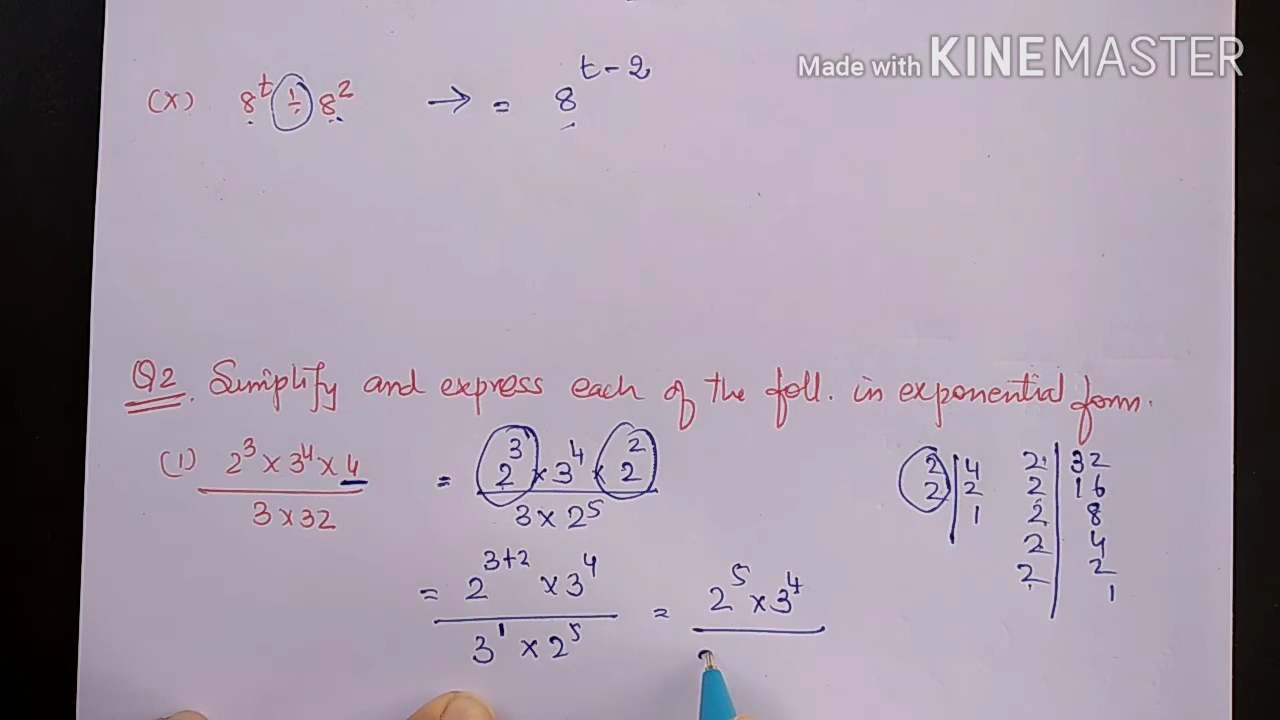 Made with KINEMASTER
(x) 8^t ÷ 8^2 → = 8^{t-2}
Q2. Simplify and express each of the foll. in exponential form.
(1) 2^3 × 3^4 × 4 = 2^3 × 3^4 × 2^2
3 × 32 3 × 2^5
2 | 4 2 | 32
2 | 2 2 | 16
1 2 | 8
2 | 4
2 | 2
1
= 2^{3+2} × 3^4 = 2^5 × 3^4
3^1 × 2^5